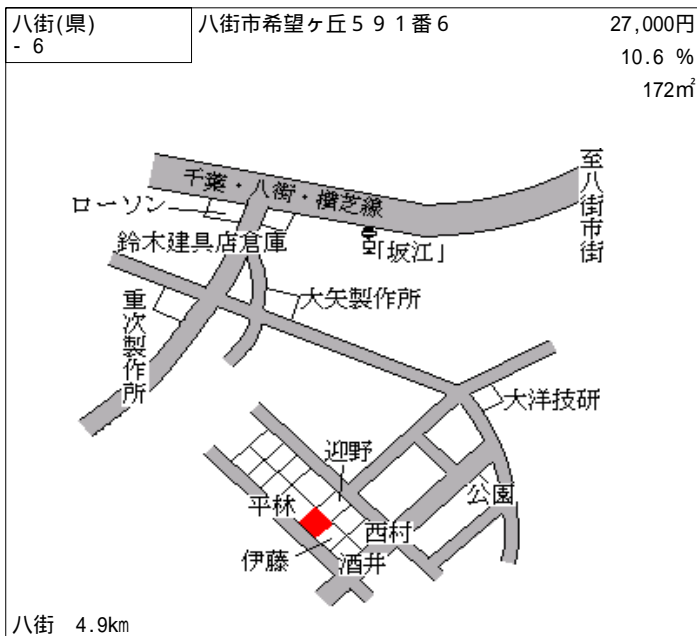 八街(県)
- 6
八街市希望ヶ丘５９１番６
27,000円
10.6 %
172㎡
千葉・八街・横芝線
至八街市街
ローソン
鈴木建具店倉庫
「坂江」
重次製作所
大矢製作所
大洋技研
迎野
公園
平林
西村
伊藤
酒井
八街 4.9km